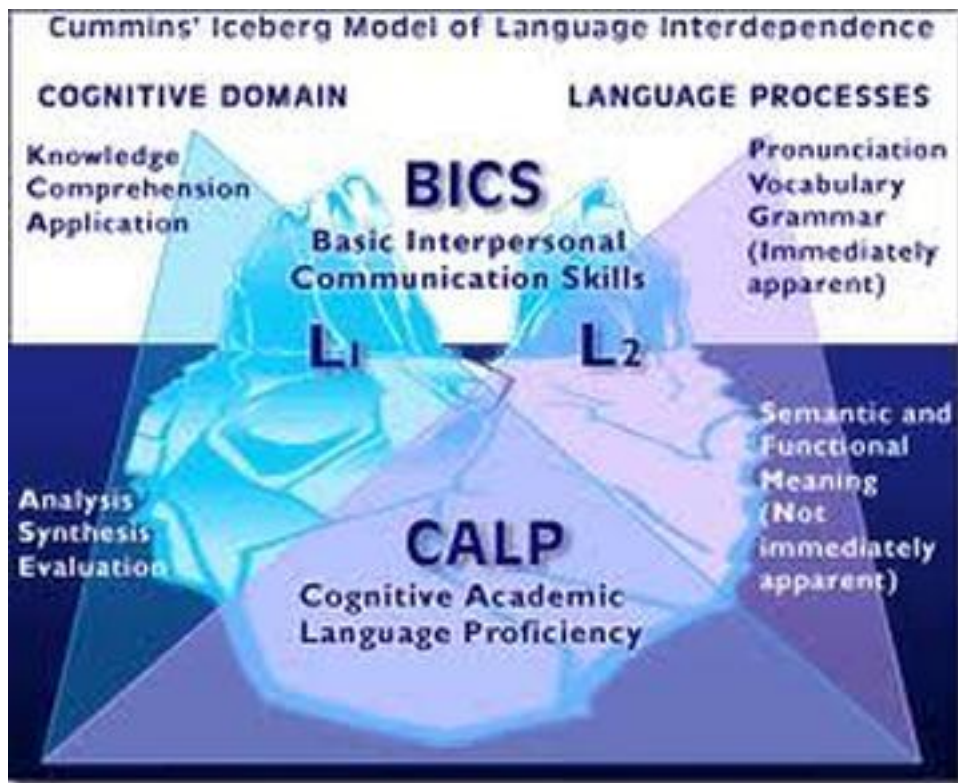 Cummins' Iceberg Model of Language Interdependence
COGNITIVE DOMAIN
LANGUAGE PROCESSES
Knowledge
Comprehension
Application
BICS
Basic Interpersonal
Communication Skills
Pronunciation
Vocabulary
Grammar
(Immediately
apparent)
L1
L2
Analysis
Synthesis
Evaluation
CALP
Cognitive Academic
Language Proficiency
Semantic and
Functional
Meaning
(Not
immediately
apparent)